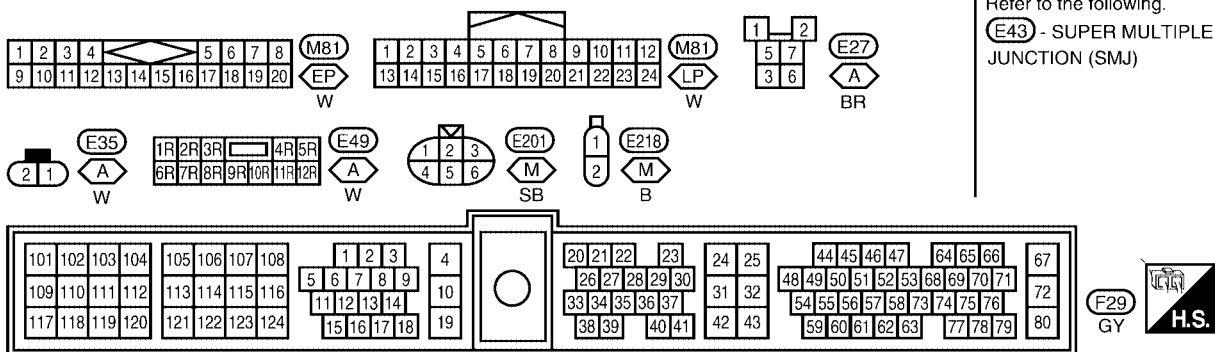 Refer to the following.
E43 - SUPER MULTIPLE
JUNCTION (SMJ)
1 2 3 4 5 6 7 8
9 10 11 12 13 14 15 16 17 18 19 20
M81
EP
W
1 2 3 4 5 6 7 8 9 10 11 12
13 14 15 16 17 18 19 20 21 22 23 24
M81
LP
W
1 2
5 7
3 6
E27
A
BR
2 1
E35
A
W
1R 2R 3R 4R 5R
6R 7R 8R 9R 10R 11R 12R
E49
A
W
1 2 3
4 5 6
E201
M
SB
1
2
E218
M
B
101 102 103 104 105 106 107 108
109 110 111 112 113 114 115 116
117 118 119 120 121 122 123 124
1 2 3
5 6 7 8 9
11 12 13 14
15 16 17 18
4
10
19
20 21 22 23
26 27 28 29 30
33 34 35 36 37
38 39 40 41
24 25
31 32
42 43
44 45 46 47 64 65 66
48 49 50 51 52 53 68 69 70 71
54 55 56 57 58 73 74 75 76
59 60 61 62 63 77 78 79
67
72
80
F29
GY
H.S.